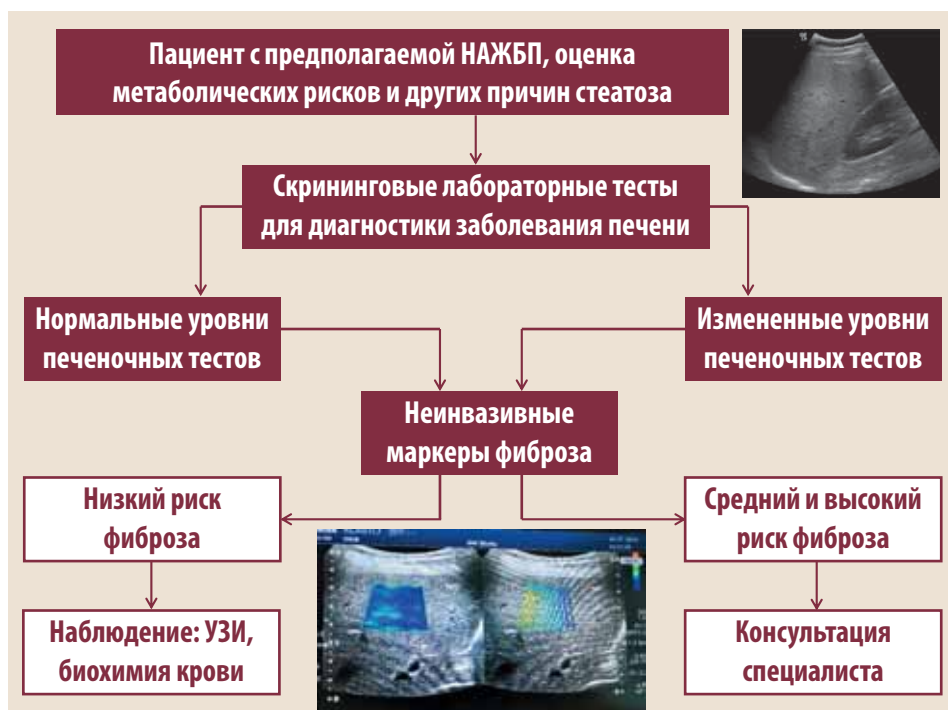 Пациент с предполагаемой НАЖБП, оценка
метаболических рисков и других причин стеатоза
Скрининговые лабораторные тесты
для диагностики заболевания печени
Нормальные уровни
печеночных тестов
Измененные уровни
печеночных тестов
Неинвазивные
маркеры фиброза
Низкий риск
фиброза
Средний и высокий
риск фиброза
Наблюдение: УЗИ,
биохимия крови
Консультация
специалиста